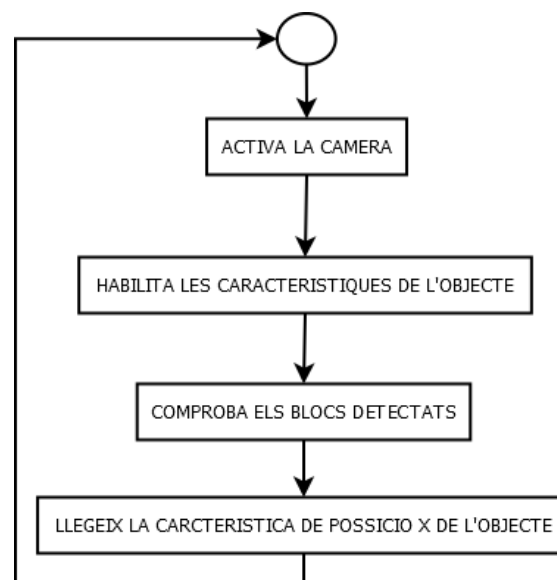 ACTIVA LA CAMERA
HABILITA LES CARACTERISTIQUES DE L'OBJECTE
COMPROBA ELS BLOCS DETECTATS
LLEGEIX LA CARCTERISTICA DE POSSICIO X DE L'OBJECTE